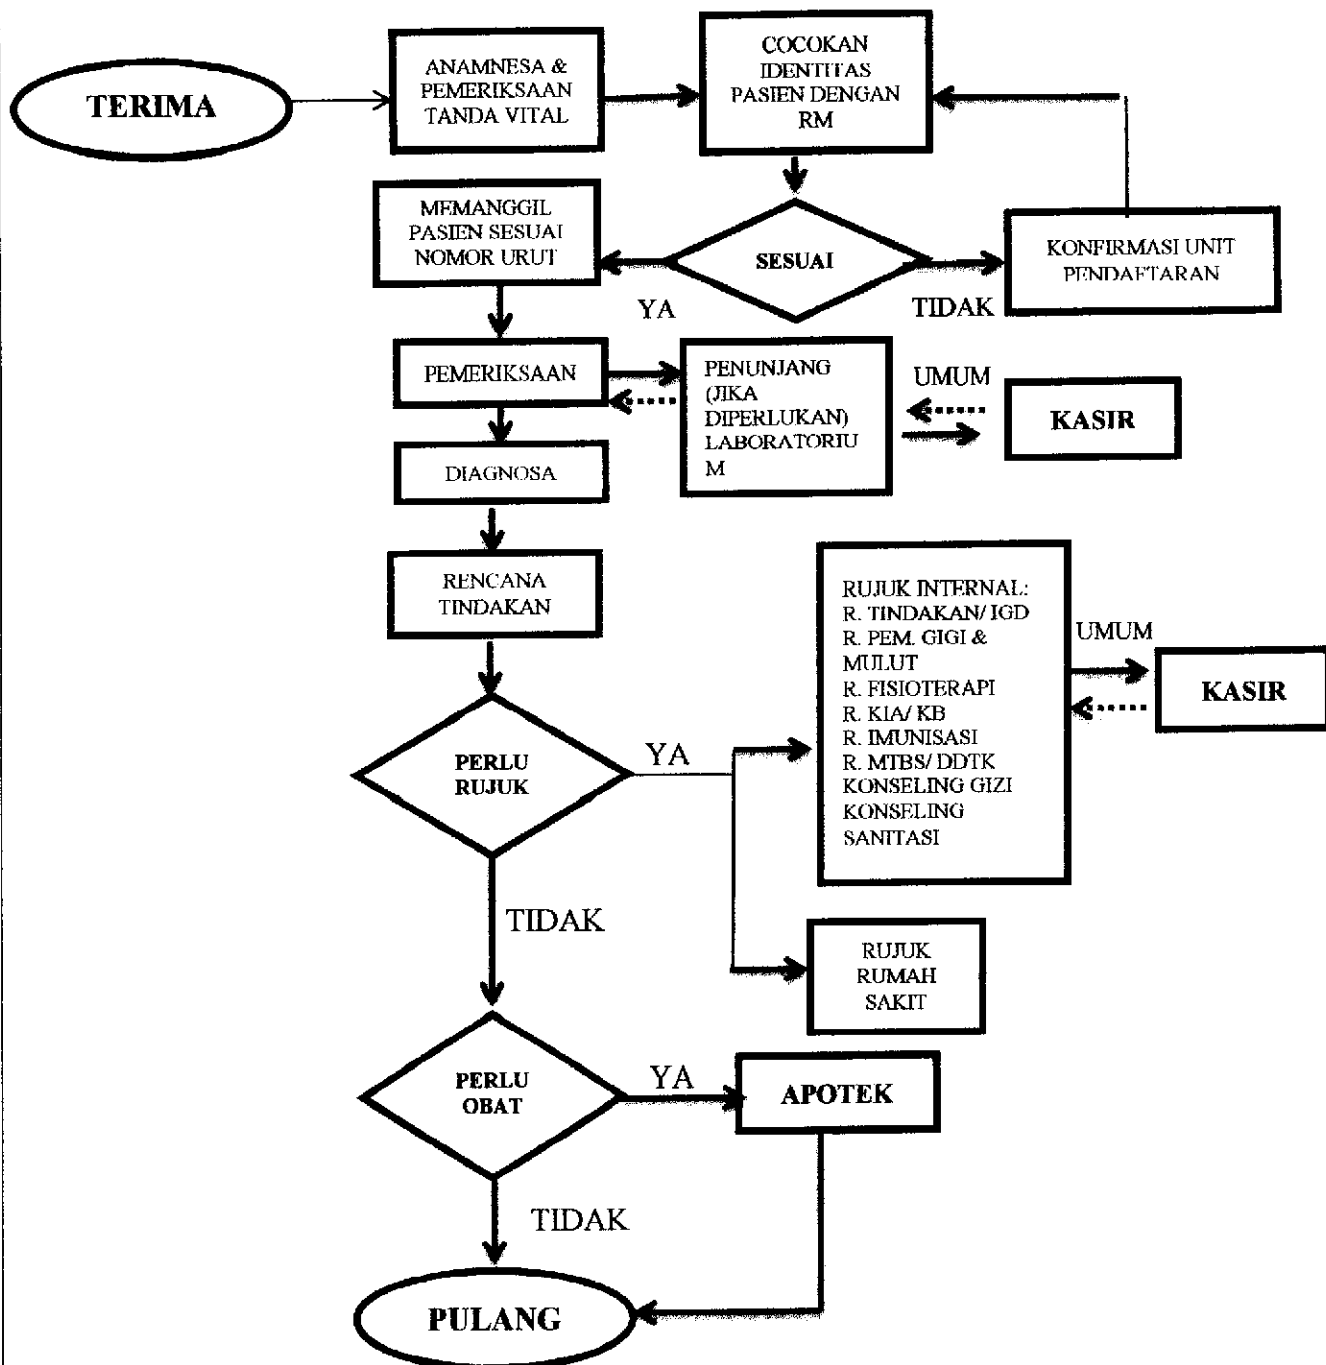 TERIMA
ANAMNESA &
PEMERIKSAAN
TANDA VITAL
COCOKAN
IDENTITAS
PASIEN DENGAN
RM
MEMANGGIL
PASIEN SESUAI
NOMOR URUT
SESUAI
KONFIRMASI UNIT
PENDAFTARAN
YA
TIDAK
PEMERIKSAAN
PENUNJANG
(JIKA
DIPERLUKAN)
LABORATORIU
M
UMUM
KASIR
DIAGNOSA
RENCANA
TINDAKAN
RUJUK INTERNAL:
R. TINDAKAN/ IGD
R. PEM. GIGI &
MULUT
R. FISIOTERAPI
R. KIA/ KB
R. IMUNISASI
R. MTBS/ DDTK
KONSELING GIZI
KONSELING
SANITASI
UMUM
KASIR
PERLU
RUJUK
YA
TIDAK
RUJUK
RUMAH
SAKIT
PERLU
OBAT
YA
APOTEK
TIDAK
PULANG